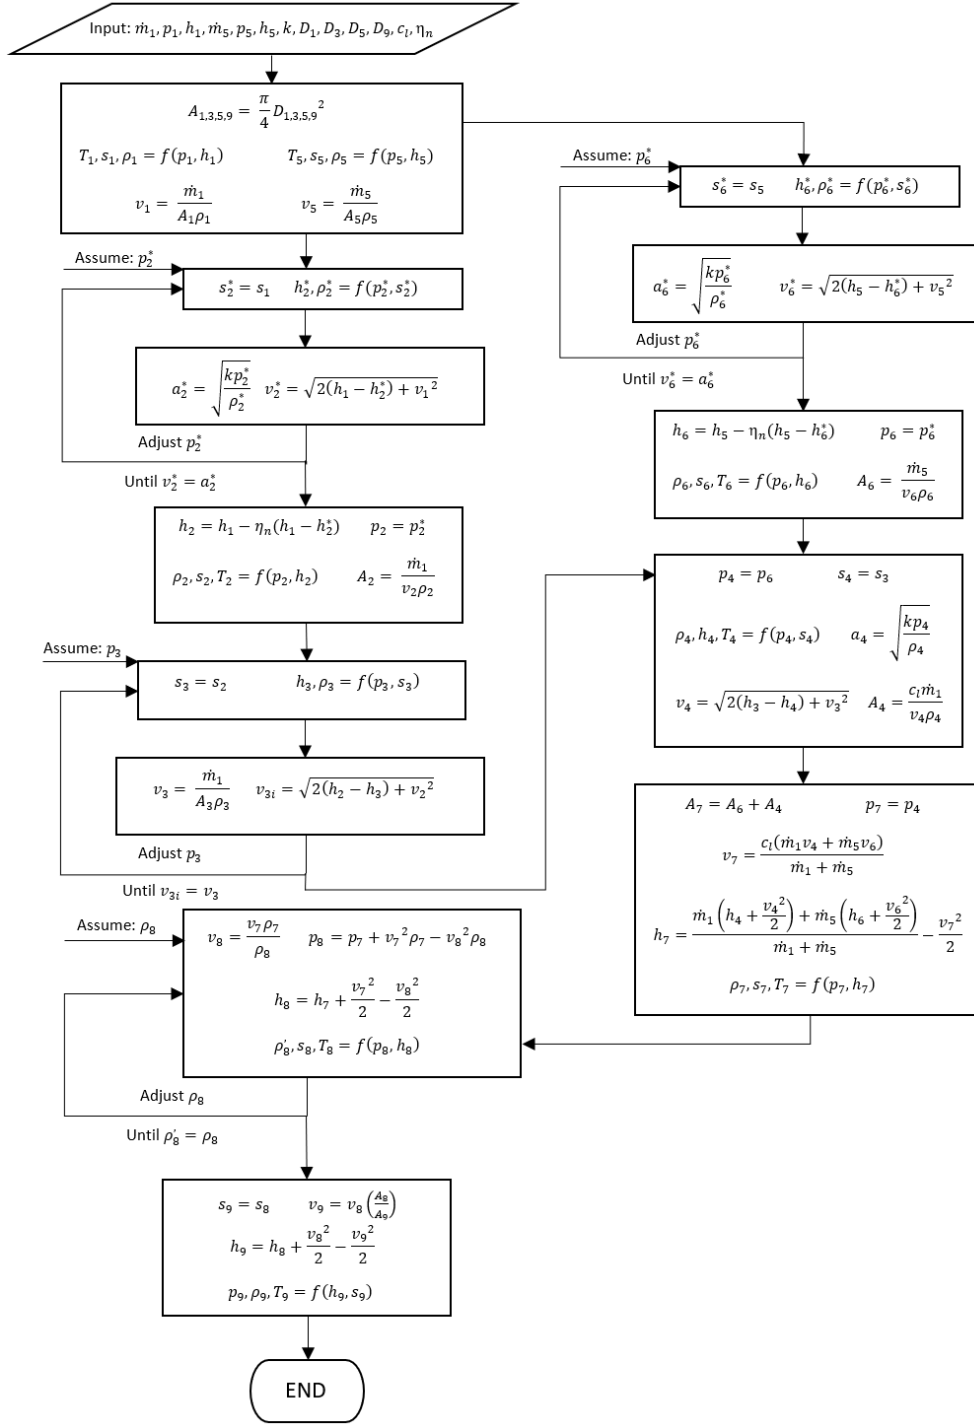 Input: ṁ₁, p₁, h₁, ṁ₅, p₅, h₅, k, D₁, D₃, D₅, D₉, cₗ, ηₙ
A₁,₃,₅,₉ = π/4 D₁,₃,₅,₉²
T₁, s₁, ρ₁ = f(p₁, h₁) T₅, s₅, ρ₅ = f(p₅, h₅)
v₁ = ṁ₁/(A₁ρ₁) v₅ = ṁ₅/(A₅ρ₅)
Assume: p₂*
s₂* = s₁ h₂*, ρ₂* = f(p₂*, s₂*)
a₂* = √(kp₂*/ρ₂*) v₂* = √(2(h₁ − h₂*) + v₁²)
Adjust p₂*
Until v₂* = a₂*
h₂ = h₁ − ηₙ(h₁ − h₂*) p₂ = p₂*
ρ₂, s₂, T₂ = f(p₂, h₂) A₂ = ṁ₁/(v₂ρ₂)
Assume: p₃
s₃ = s₂ h₃, ρ₃ = f(p₃, s₃)
v₃ = ṁ₁/(A₃ρ₃) v₃ᵢ = √(2(h₂ − h₃) + v₂²)
Adjust p₃
Until v₃ᵢ = v₃
Assume: p₆*
s₆* = s₅ h₆*, ρ₆* = f(p₆*, s₆*)
a₆* = √(kp₆*/ρ₆*) v₆* = √(2(h₅ − h₆*) + v₅²)
Adjust p₆*
Until v₆* = a₆*
h₆ = h₅ − ηₙ(h₅ − h₆*) p₆ = p₆*
ρ₆, s₆, T₆ = f(p₆, h₆) A₆ = ṁ₅/(v₆ρ₆)
p₄ = p₆ s₄ = s₃
ρ₄, h₄, T₄ = f(p₄, s₄) a₄ = √(kp₄/ρ₄)
v₄ = √(2(h₃ − h₄) + v₃²) A₄ = cₗṁ₁/(v₄ρ₄)
A₇ = A₆ + A₄ p₇ = p₄
v₇ = cₗ(ṁ₁v₄ + ṁ₅v₆)/(ṁ₁ + ṁ₅)
h₇ = (ṁ₁(h₄ + v₄²/2) + ṁ₅(h₆ + v₆²/2))/(ṁ₁ + ṁ₅) − v₇²/2
ρ₇, s₇, T₇ = f(p₇, h₇)
Assume: ρ₈
v₈ = v₇ρ₇/ρ₈ p₈ = p₇ + v₇²ρ₇ − v₈²ρ₈
h₈ = h₇ + v₇²/2 − v₈²/2
ρ₈′, s₈, T₈ = f(p₈, h₈)
Adjust ρ₈
Until ρ₈′ = ρ₈
s₉ = s₈ v₉ = v₈(A₈/A₉)
h₉ = h₈ + v₈²/2 − v₉²/2
p₉, ρ₉, T₉ = f(h₉, s₉)
END